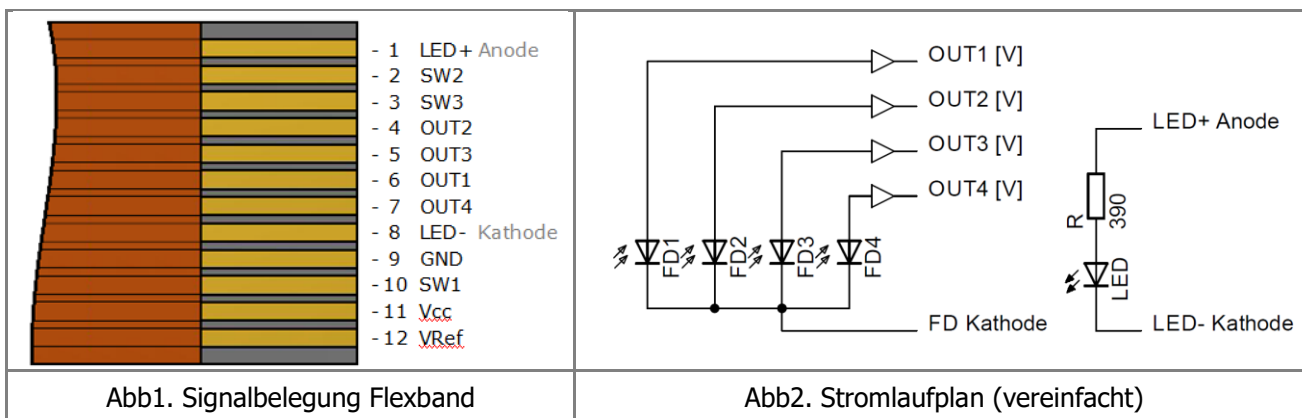 - 1 LED+ Anode
- 2 SW2
- 3 SW3
- 4 OUT2
- 5 OUT3
- 6 OUT1
- 7 OUT4
- 8 LED- Kathode
- 9 GND
- 10 SW1
- 11 Vcc
- 12 VRef
Abb1. Signalbelegung Flexband
OUT1 [V]
OUT2 [V]
OUT3 [V]
OUT4 [V]
FD1
FD2
FD3
FD4
FD Kathode
LED+ Anode
R
390
LED
LED- Kathode
Abb2. Stromlaufplan (vereinfacht)